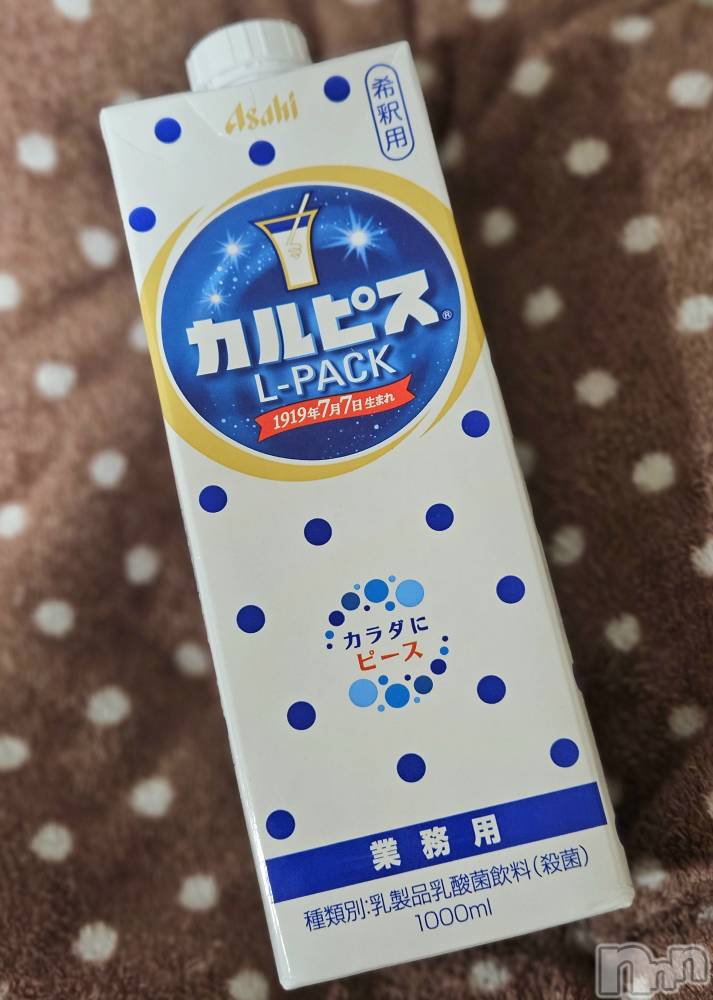 Asahi
希釈用
カルピス®
L-PACK
1919年7月7日生まれ
カラダに
ピース
業務用
種類別:乳製品乳酸菌飲料(殺菌)
1000ml
nnn